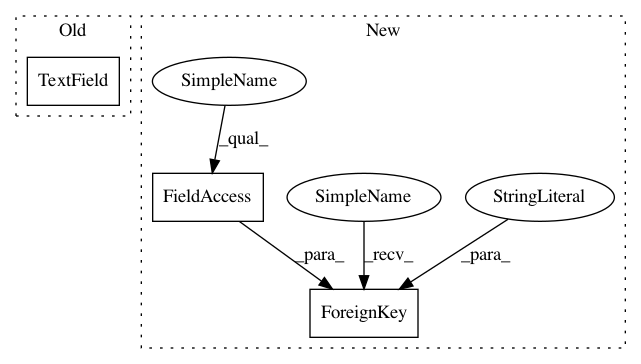 Old
New
TextField
SimpleName
_qual_
FieldAccess
SimpleName
StringLiteral
_para_
_recv_
_para_
ForeignKey